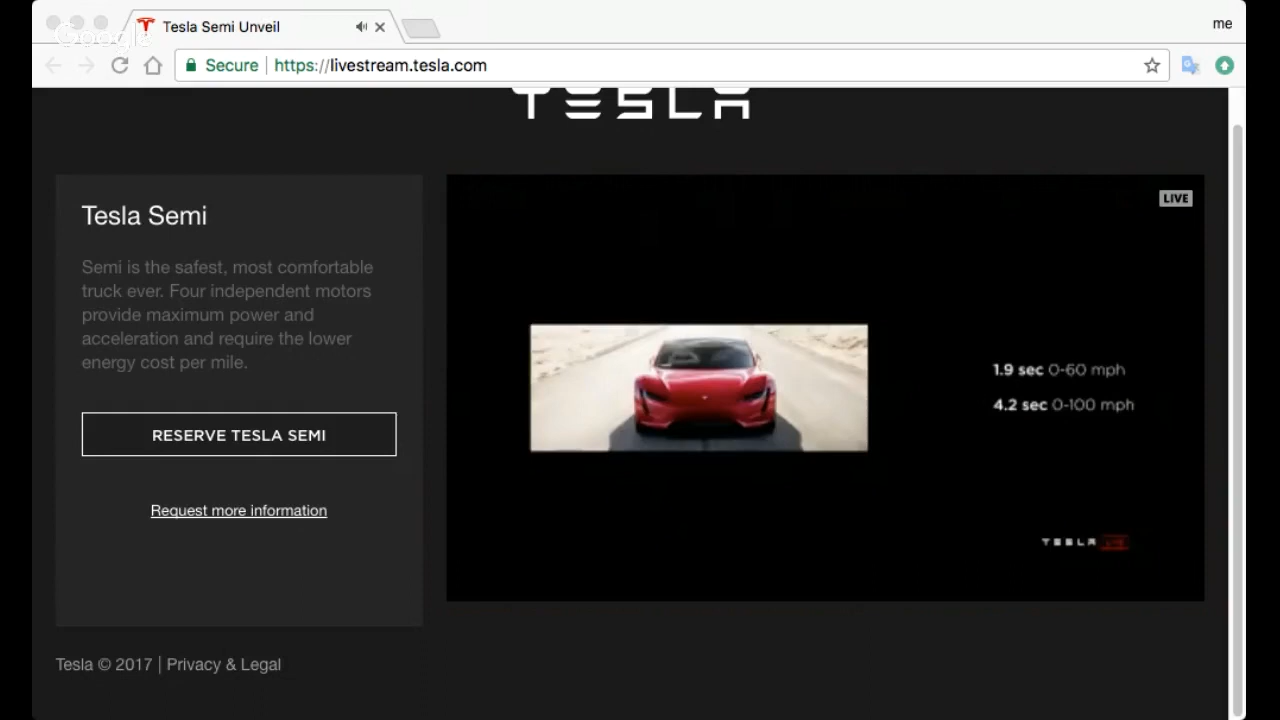 Tesla Semi Unveil
me
Google
Secure | https://livestream.tesla.com
TESLA
Tesla Semi
LIVE
Semi is the safest, most comfortable
truck ever. Four independent motors
provide maximum power and
acceleration and require the lower
energy cost per mile.
1.9 sec 0-60 mph
4.2 sec 0-100 mph
RESERVE TESLA SEMI
Request more information
TESLA LIVE
Tesla © 2017 | Privacy & Legal